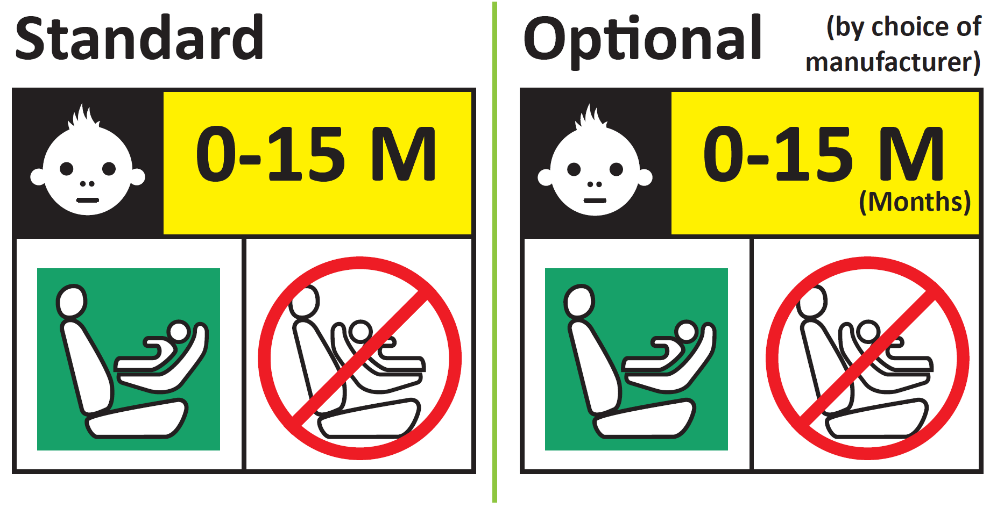 Standard
0-15 M
Optional
(by choice of
manufacturer)
0-15 M
(Months)